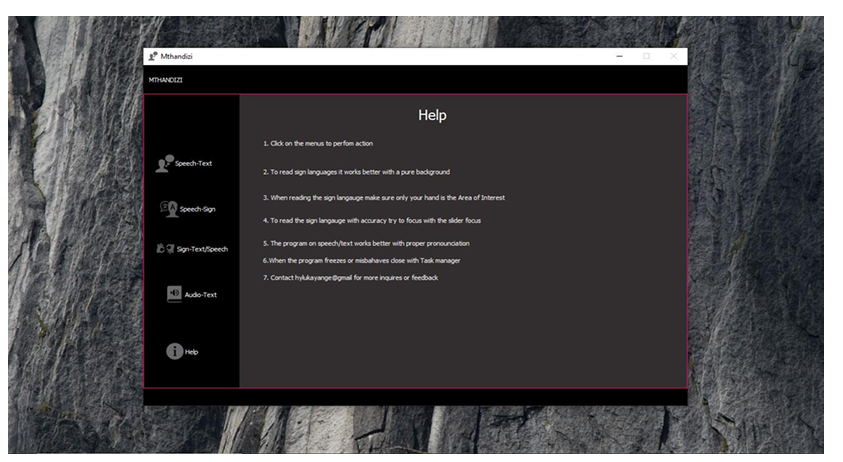 Mthandizi
MTHANDIZI
Help
1. Click on the menus to perfom action
2. To read sign languages it works better with a pure background
3. When reading the sign langauge make sure only your hand is the Area of Interest
4. To read the sign langauge with accuracy try to focus with the slider focus
5. The program on speech/text works better with proper pronounciation
6.When the program freezes or misbahaves close with Task manager
7. Contact hylukayange@gmail for more inquires or feedback
Speech-Text
Speech-Sign
Sign-Text/Speech
Audio-Text
Help